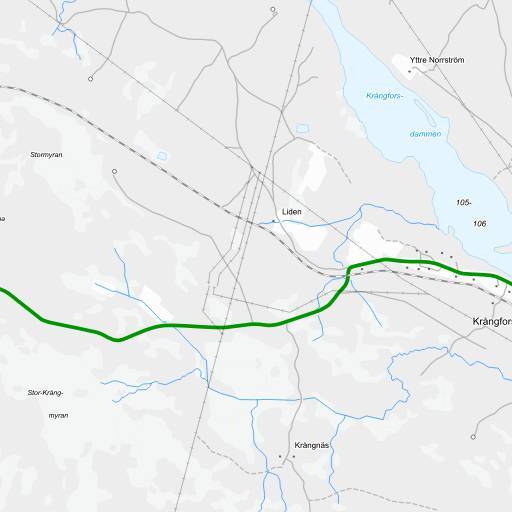 Yttre Norrström
Krångfors-
dammen
Stormyran.
105-
106
Liden
Krångfors
Stor-Kräng-
myran
Krångnäs